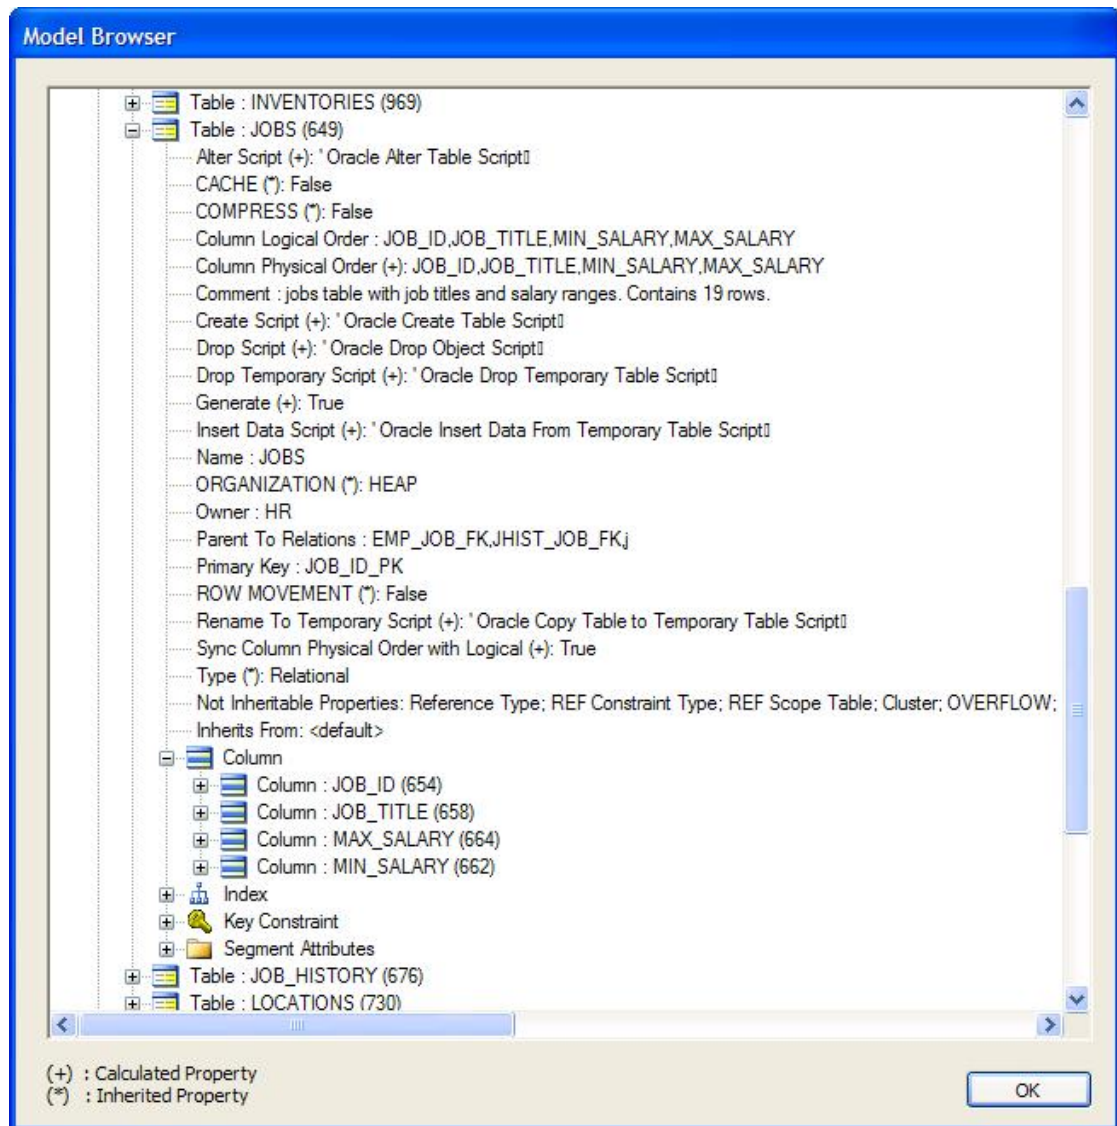 Model Browser
Table : INVENTORIES (969)
Table : JOBS (649)
Alter Script (+): ' Oracle Alter Table Script▯
CACHE (*): False
COMPRESS (*): False
Column Logical Order : JOB_ID,JOB_TITLE,MIN_SALARY,MAX_SALARY
Column Physical Order (+): JOB_ID,JOB_TITLE,MIN_SALARY,MAX_SALARY
Comment : jobs table with job titles and salary ranges. Contains 19 rows.
Create Script (+): ' Oracle Create Table Script▯
Drop Script (+): ' Oracle Drop Object Script▯
Drop Temporary Script (+): ' Oracle Drop Temporary Table Script▯
Generate (+): True
Insert Data Script (+): ' Oracle Insert Data From Temporary Table Script▯
Name : JOBS
ORGANIZATION (*): HEAP
Owner : HR
Parent To Relations : EMP_JOB_FK,JHIST_JOB_FK,j
Primary Key : JOB_ID_PK
ROW MOVEMENT (*): False
Rename To Temporary Script (+): ' Oracle Copy Table to Temporary Table Script▯
Sync Column Physical Order with Logical (+): True
Type (*): Relational
Not Inheritable Properties: Reference Type; REF Constraint Type; REF Scope Table; Cluster; OVERFLOW;
Inherits From: <default>
Column
Column : JOB_ID (654)
Column : JOB_TITLE (658)
Column : MAX_SALARY (664)
Column : MIN_SALARY (662)
Index
Key Constraint
Segment Attributes
Table : JOB_HISTORY (676)
Table : LOCATIONS (730)
(+) : Calculated Property
(*) : Inherited Property
OK